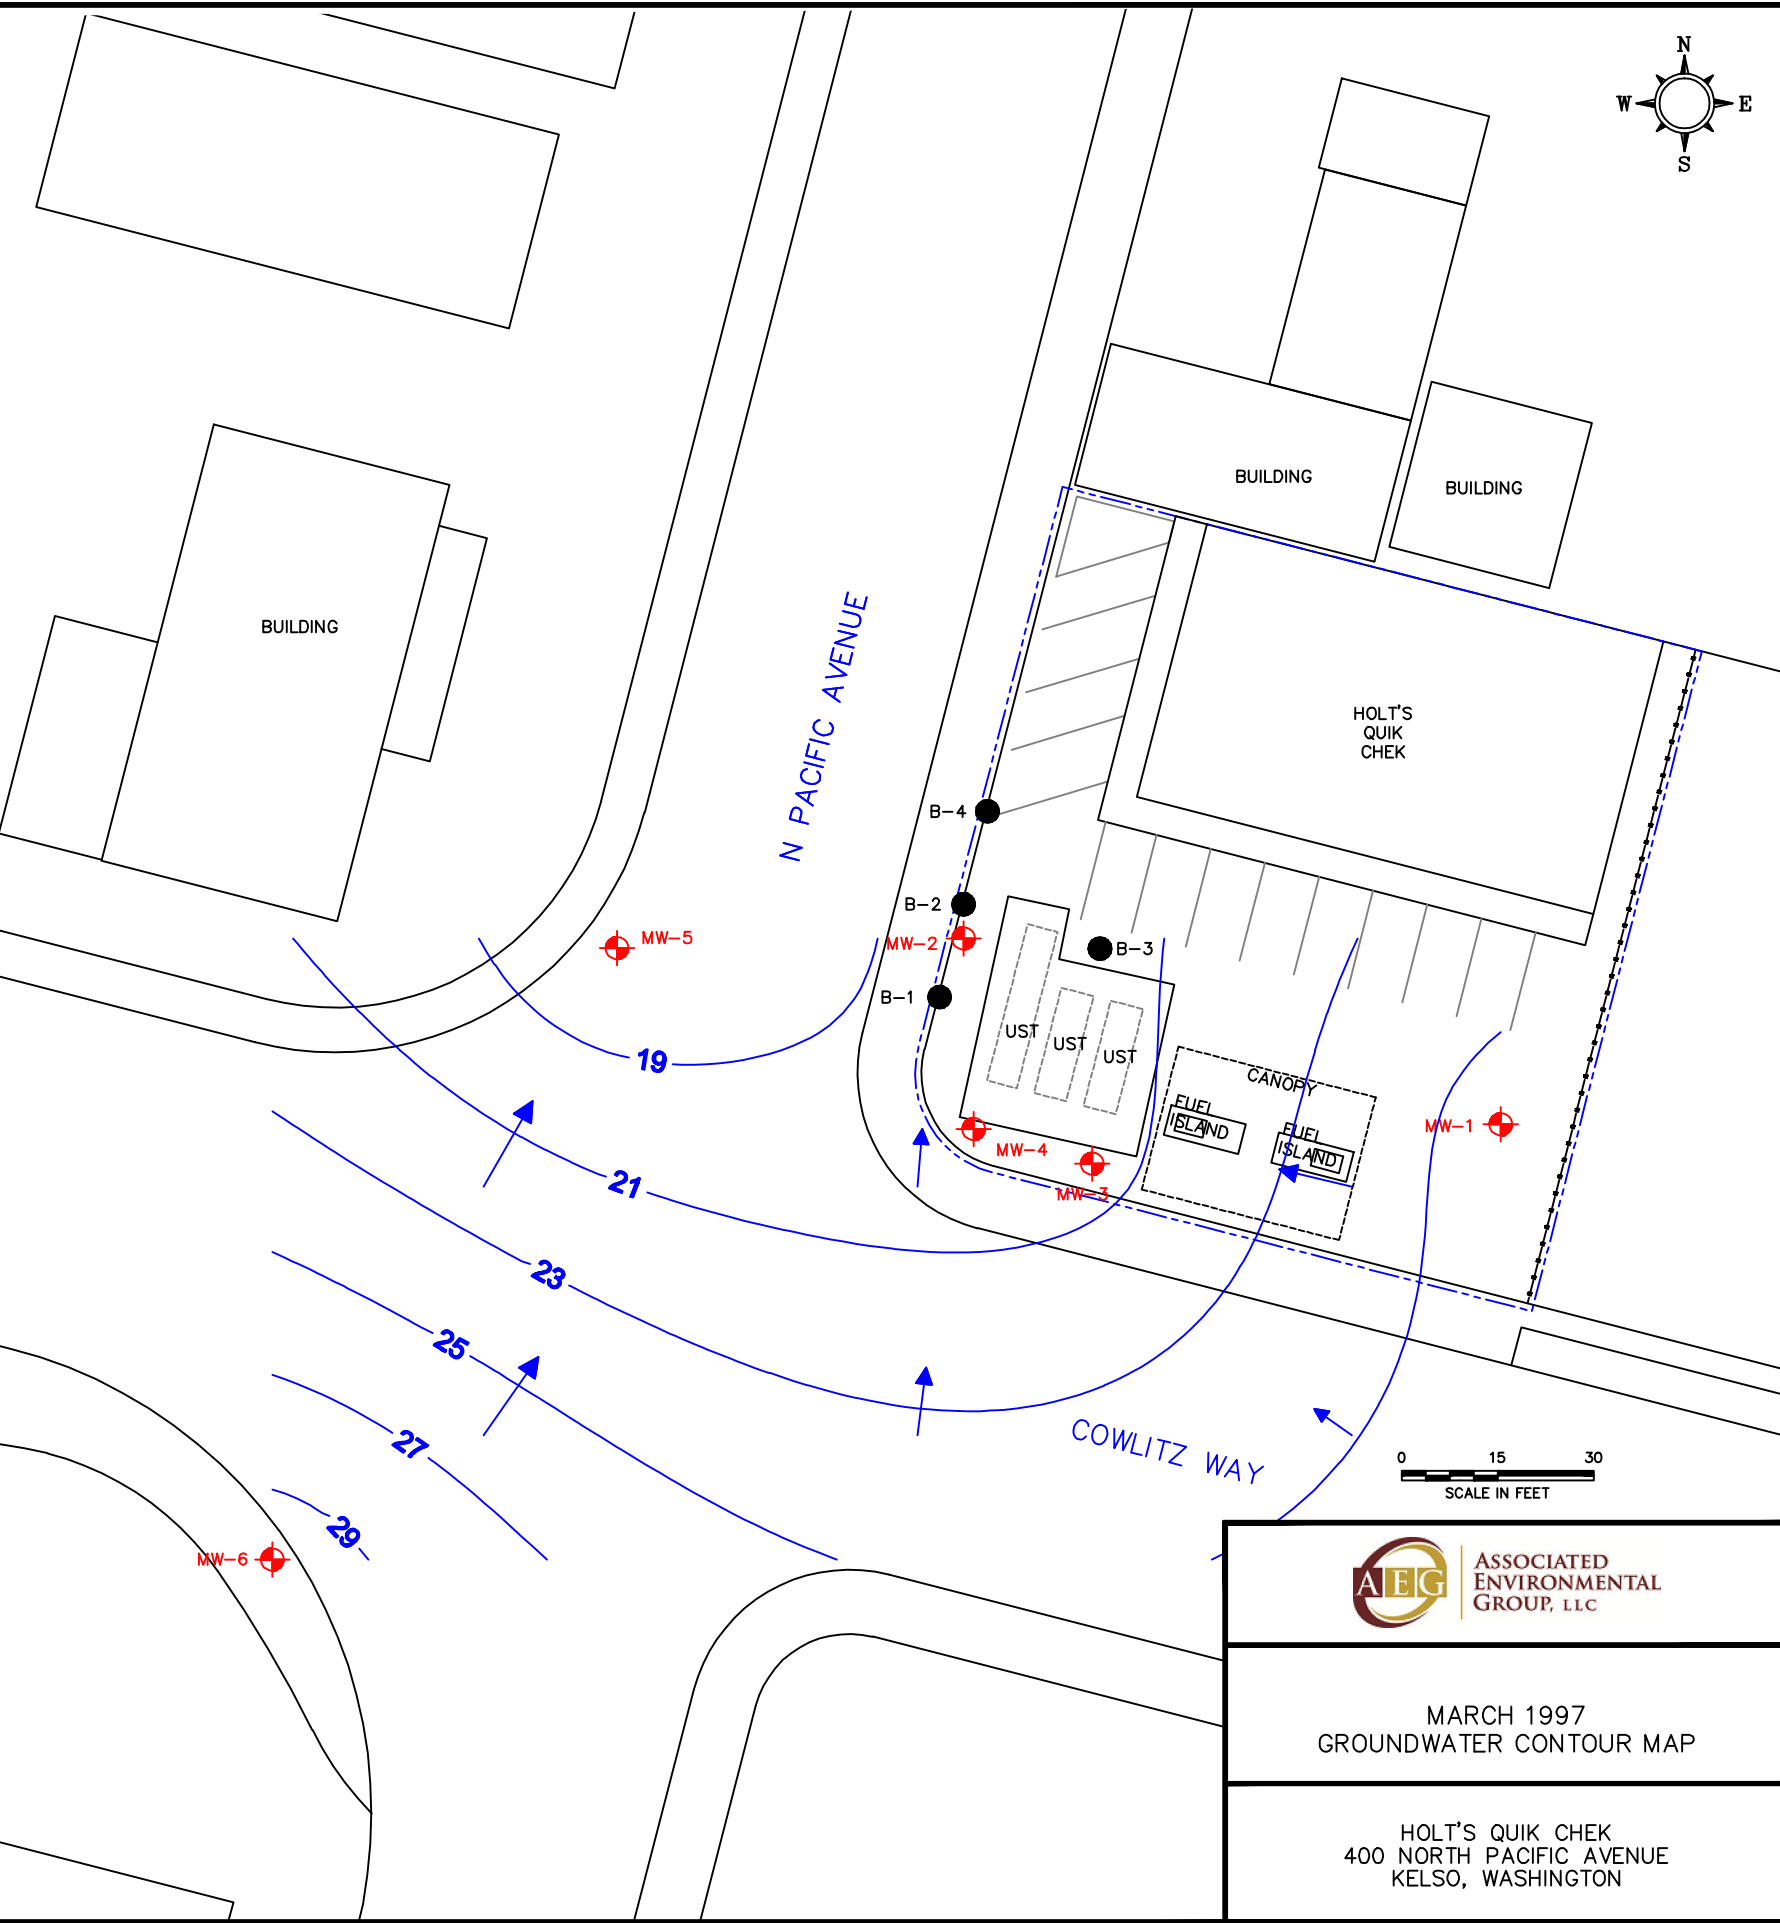 N
W
E
S
BUILDING
BUILDING
BUILDING
N PACIFIC AVENUE
HOLT'S
QUIK
CHEK
B-4
B-2
MW-5
MW-2
B-3
B-1
UST
UST
UST
19
CANOPY
FUEL
ISLAND
FUEL
ISLAND
MW-1
MW-4
MW-3
21
23
25
27
29
COWLITZ WAY
MW-6
0 15 30
SCALE IN FEET
AEG
ASSOCIATED
ENVIRONMENTAL
GROUP, LLC
MARCH 1997
GROUNDWATER CONTOUR MAP
HOLT'S QUIK CHEK
400 NORTH PACIFIC AVENUE
KELSO, WASHINGTON